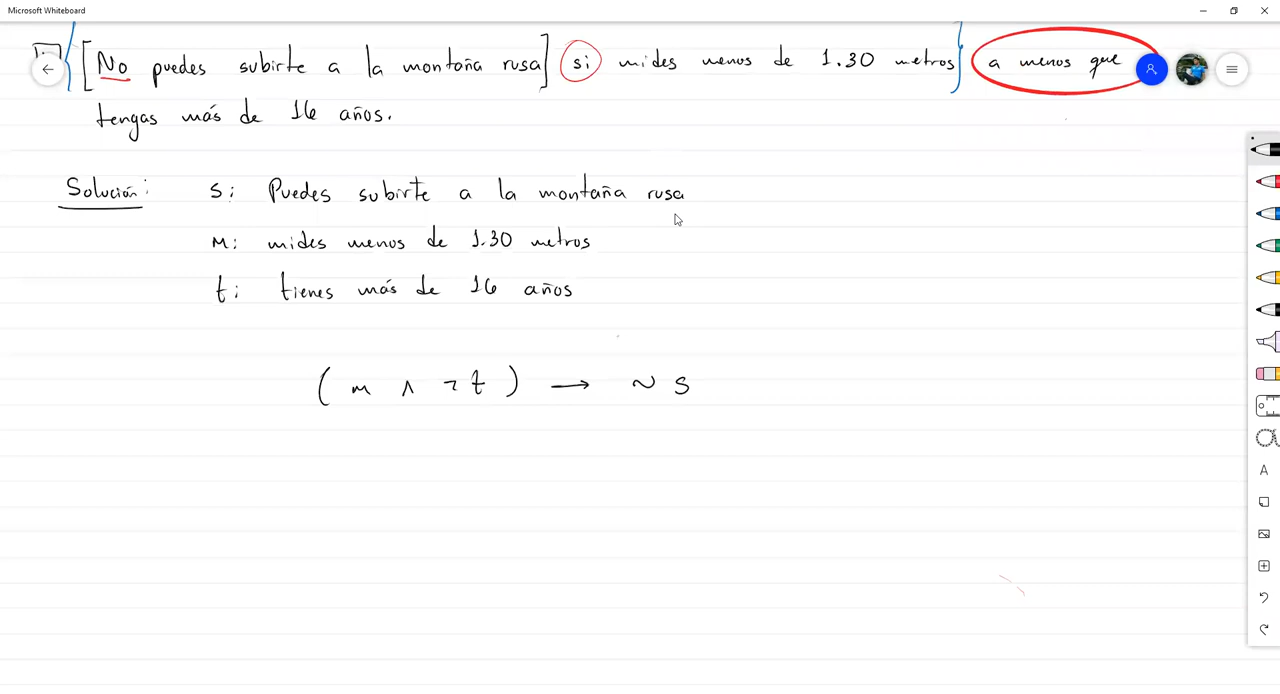 Microsoft Whiteboard
[No puedes subirte a la montaña rusa] si mides menos de 1.30 metros} a menos que
tengas más de 16 años.
Solución: s: Puedes subirte a la montaña rusa
m: mides menos de 1.30 metros
t: tienes más de 16 años
( m ∧ ¬ t ) → ~ s